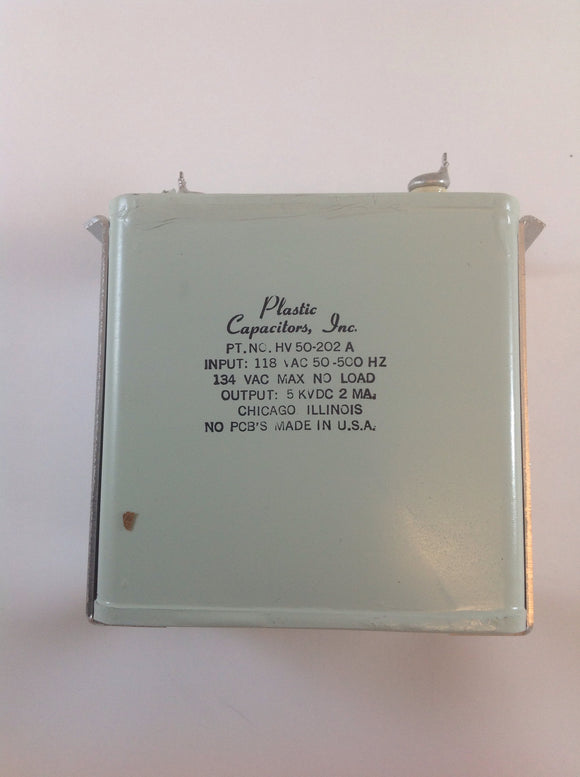 Plastic
Capacitors, Inc.
PT. NO. HV 50-202 A
INPUT: 118 VAC 50-500 HZ
134 VAC MAX NO LOAD
OUTPUT: 5 KVDC 2 MA.
CHICAGO ILLINOIS
NO PCB'S MADE IN U.S.A.